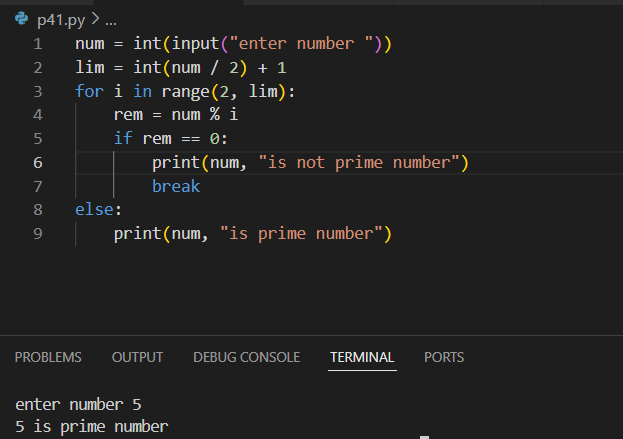 p41.py > ...
1 num = int(input("enter number "))
2 lim = int(num / 2) + 1
3 for i in range(2, lim):
4     rem = num % i
5     if rem == 0:
6         print(num, "is not prime number")
7         break
8 else:
9     print(num, "is prime number")
PROBLEMS OUTPUT DEBUG CONSOLE TERMINAL PORTS
enter number 5
5 is prime number